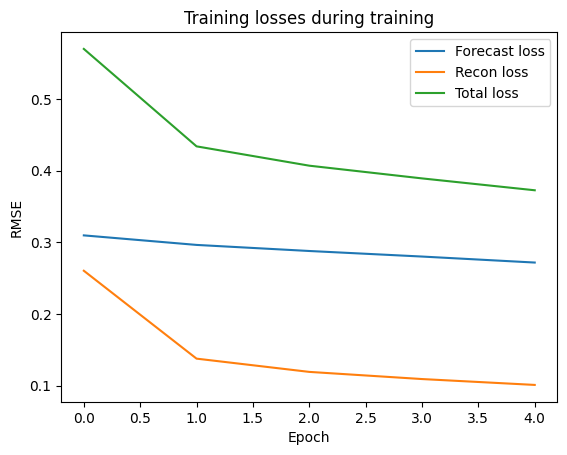 Training losses during training
Forecast loss
Recon loss
Total loss
RMSE
0.5
0.4
0.3
0.2
0.1
0.0 0.5 1.0 1.5 2.0 2.5 3.0 3.5 4.0
Epoch